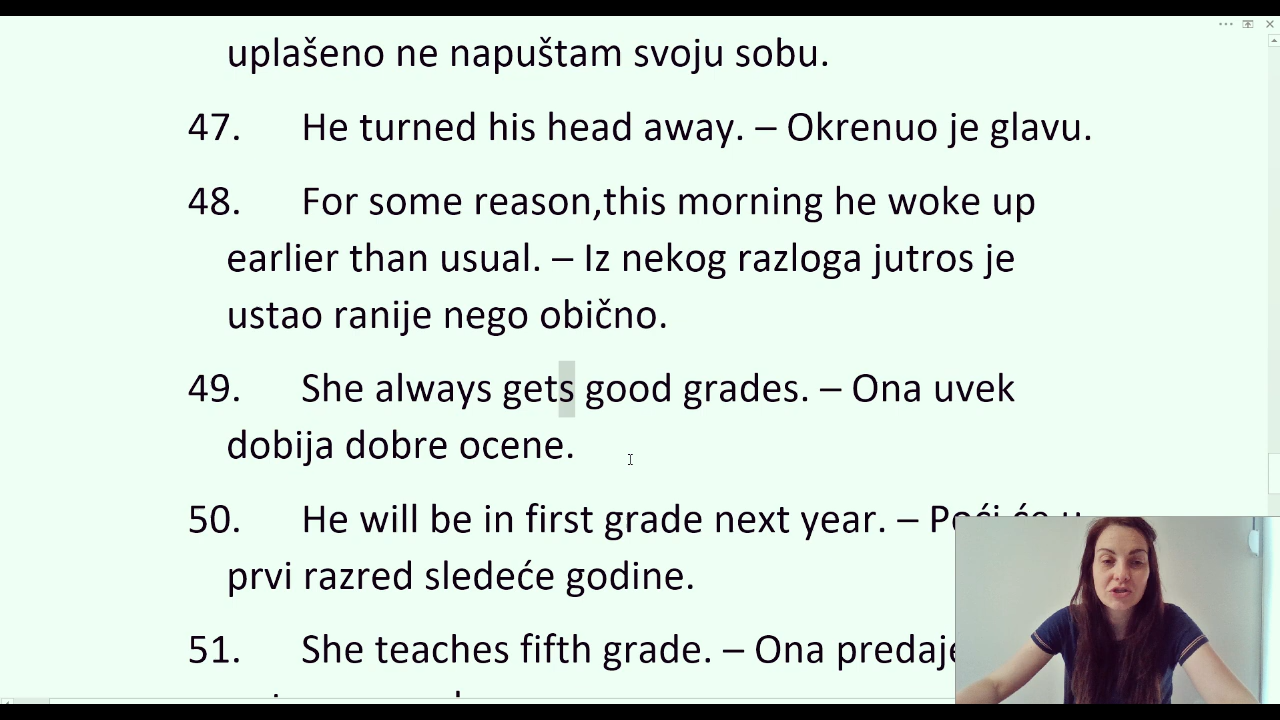 uplašeno ne napuštam svoju sobu.
47. He turned his head away. – Okrenuo je glavu.
48. For some reason,this morning he woke up
earlier than usual. – Iz nekog razloga jutros je
ustao ranije nego obično.
49. She always gets good grades. – Ona uvek
dobija dobre ocene.
50. He will be in first grade next year. – Poći će u
prvi razred sledeće godine.
51. She teaches fifth grade. – Ona predaje